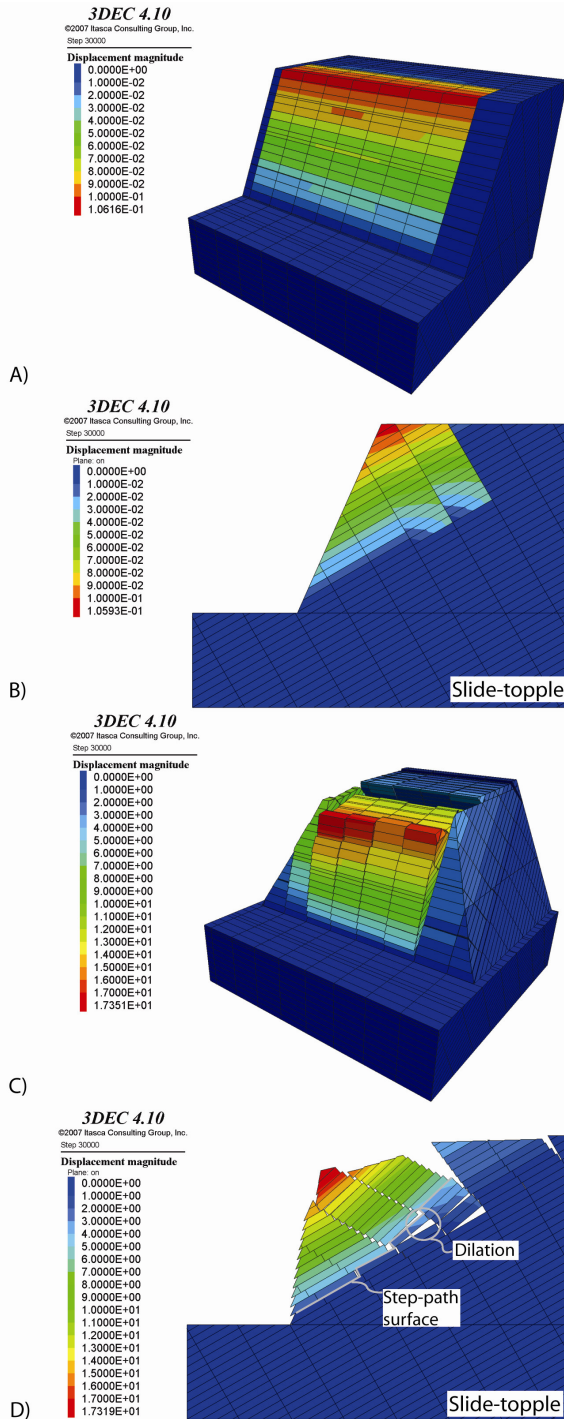 3DEC 4.10
©2007 Itasca Consulting Group, Inc.
Step 30000
Displacement magnitude
0.0000E+00
1.0000E-02
2.0000E-02
3.0000E-02
4.0000E-02
5.0000E-02
6.0000E-02
7.0000E-02
8.0000E-02
9.0000E-02
1.0000E-01
1.0616E-01
A)
3DEC 4.10
©2007 Itasca Consulting Group, Inc.
Step 30000
Displacement magnitude
Plane: on
0.0000E+00
1.0000E-02
2.0000E-02
3.0000E-02
4.0000E-02
5.0000E-02
6.0000E-02
7.0000E-02
8.0000E-02
9.0000E-02
1.0000E-01
1.0593E-01
B)
Slide-topple
3DEC 4.10
©2007 Itasca Consulting Group, Inc.
Step 30000
Displacement magnitude
0.0000E+00
1.0000E+00
2.0000E+00
3.0000E+00
4.0000E+00
5.0000E+00
6.0000E+00
7.0000E+00
8.0000E+00
9.0000E+00
1.0000E+01
1.1000E+01
1.2000E+01
1.3000E+01
1.4000E+01
1.5000E+01
1.6000E+01
1.7000E+01
1.7351E+01
C)
3DEC 4.10
©2007 Itasca Consulting Group, Inc.
Step 30000
Displacement magnitude
Plane: on
0.0000E+00
1.0000E+00
2.0000E+00
3.0000E+00
4.0000E+00
5.0000E+00
6.0000E+00
7.0000E+00
8.0000E+00
9.0000E+00
1.0000E+01
1.1000E+01
1.2000E+01
1.3000E+01
1.4000E+01
1.5000E+01
1.6000E+01
1.7000E+01
1.7319E+01
Dilation
Step-path
surface
D)
Slide-topple